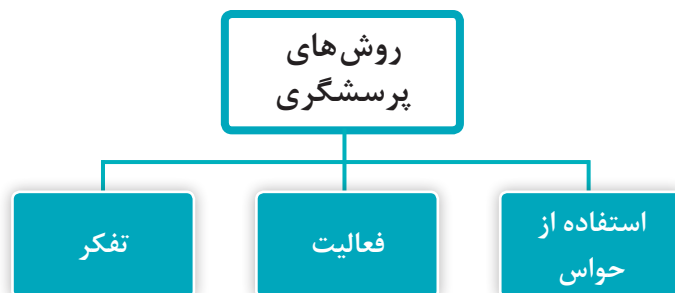 روش‌های
پرسشگری
استفاده از
حواس
فعالیت
تفکر